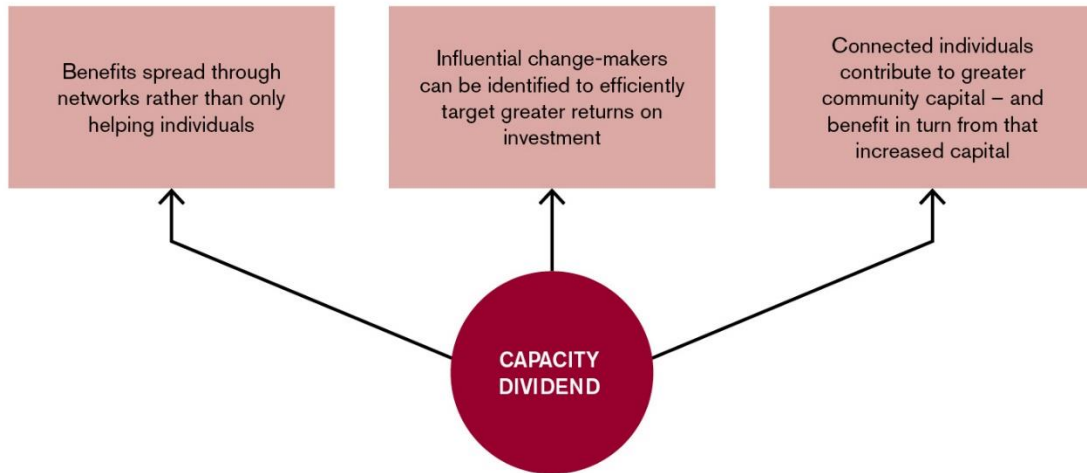 Benefits spread through
networks rather than only
helping individuals
Influential change-makers
can be identified to efficiently
target greater returns on
investment
Connected individuals
contribute to greater
community capital – and
benefit in turn from that
increased capital
CAPACITY
DIVIDEND